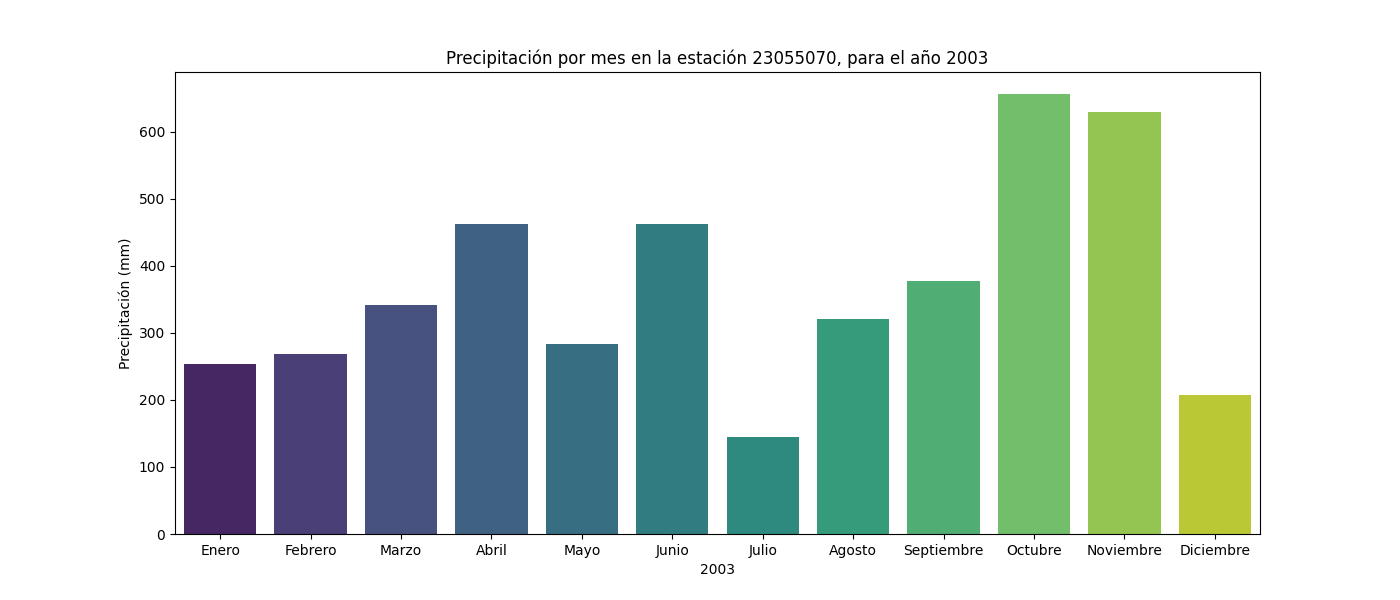 Precipitación por mes en la estación 23055070, para el año 2003
Precipitación (mm)
600
500
400
300
200
100
0
Enero Febrero Marzo Abril Mayo Junio Julio Agosto Septiembre Octubre Noviembre Diciembre
2003